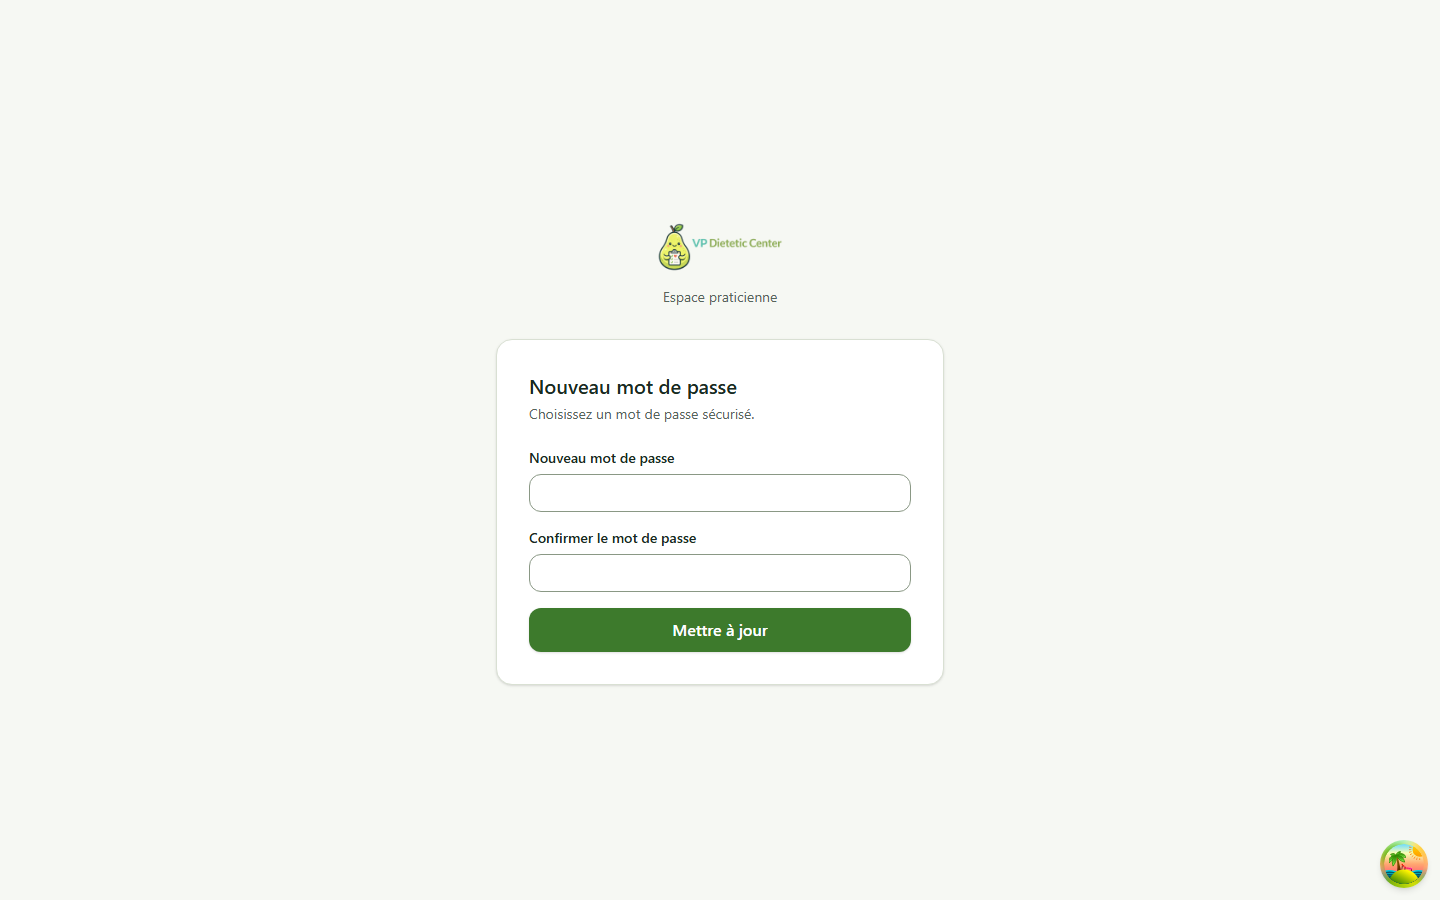 VP Dietetic Center
Espace praticienne
Nouveau mot de passe
Choisissez un mot de passe sécurisé.
Nouveau mot de passe
Confirmer le mot de passe
Mettre à jour